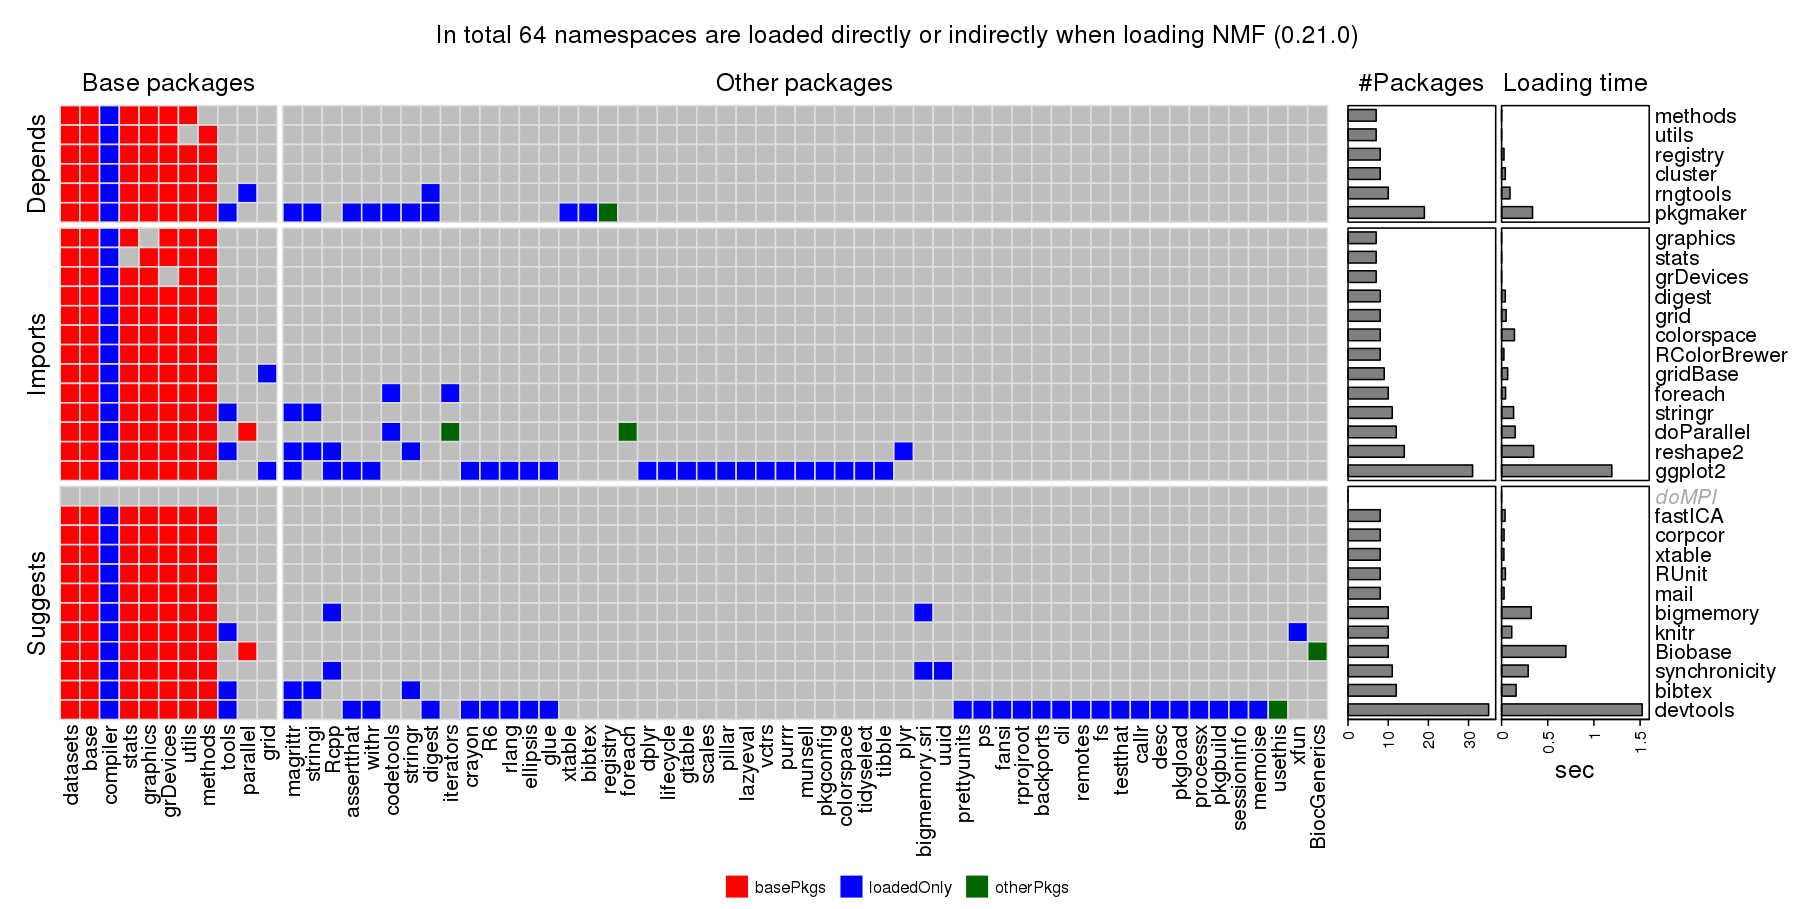 In total 64 namespaces are loaded directly or indirectly when loading NMF (0.21.0)
Base packages
Other packages
#Packages
Loading time
Depends
Imports
Suggests
methods
utils
registry
cluster
rngtools
pkgmaker
graphics
stats
grDevices
digest
grid
colorspace
RColorBrewer
gridBase
foreach
stringr
doParallel
reshape2
ggplot2
doMPI
fastICA
corpcor
xtable
RUnit
mail
bigmemory
knitr
Biobase
synchronicity
bibtex
devtools
datasets
base
compiler
stats
graphics
grDevices
utils
methods
tools
parallel
grid
magrittr
stringi
Rcpp
assertthat
withr
codetools
stringr
digest
iterators
crayon
R6
rlang
ellipsis
glue
xtable
bibtex
registry
foreach
dplyr
lifecycle
gtable
scales
pillar
lazyeval
vctrs
purrr
munsell
pkgconfig
colorspace
tidyselect
tibble
plyr
bigmemory.sri
uuid
prettyunits
ps
fansi
rprojroot
backports
cli
remotes
fs
testthat
callr
desc
pkgload
processx
pkgbuild
sessioninfo
memoise
usethis
xfun
BiocGenerics
0
10
20
30
0
0.5
1
1.5
sec
basePkgs
loadedOnly
otherPkgs